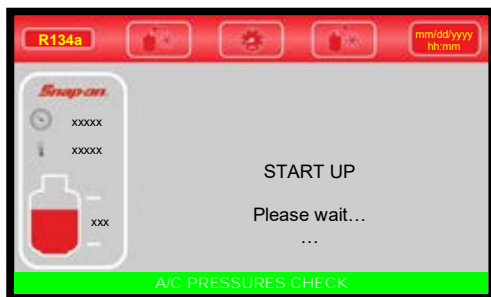 R134a
mm/dd/yyyy
hh:mm
Snap-on
xxxxx
xxxxx
xxx
START UP
Please wait…
…
A/C PRESSURES CHECK